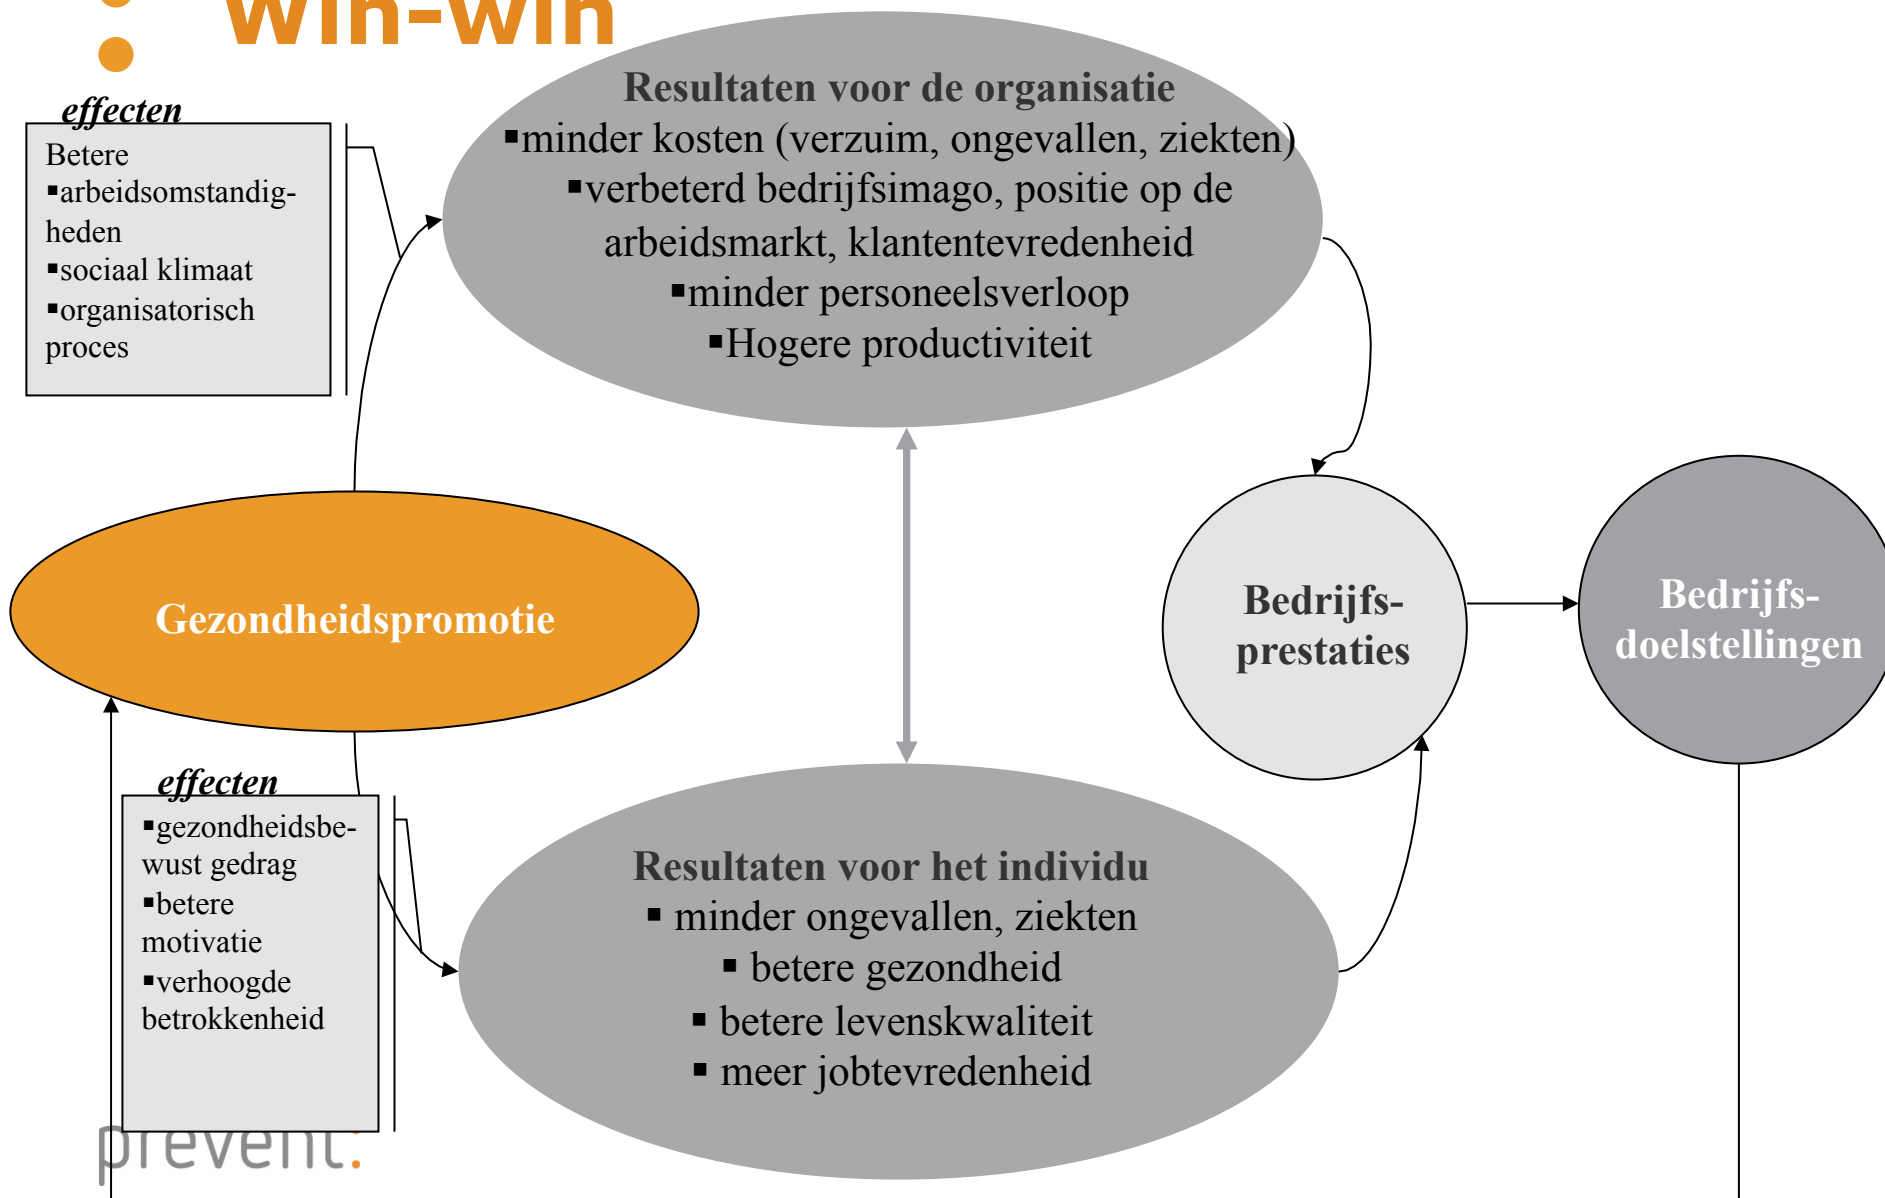 Win-win
effecten
Betere
▪arbeidsomstandig-
heden
▪sociaal klimaat
▪organisatorisch
proces
Resultaten voor de organisatie
▪minder kosten (verzuim, ongevallen, ziekten)
▪verbeterd bedrijfsimago, positie op de
arbeidsmarkt, klantentevredenheid
▪minder personeelsverloop
▪Hogere productiviteit
Gezondheidspromotie
Bedrijfs-
prestaties
Bedrijfs-
doelstellingen
effecten
▪gezondheidsbe-
wust gedrag
▪betere
motivatie
▪verhoogde
betrokkenheid
Resultaten voor het individu
▪ minder ongevallen, ziekten
▪ betere gezondheid
▪ betere levenskwaliteit
▪ meer jobtevredenheid
prevent: